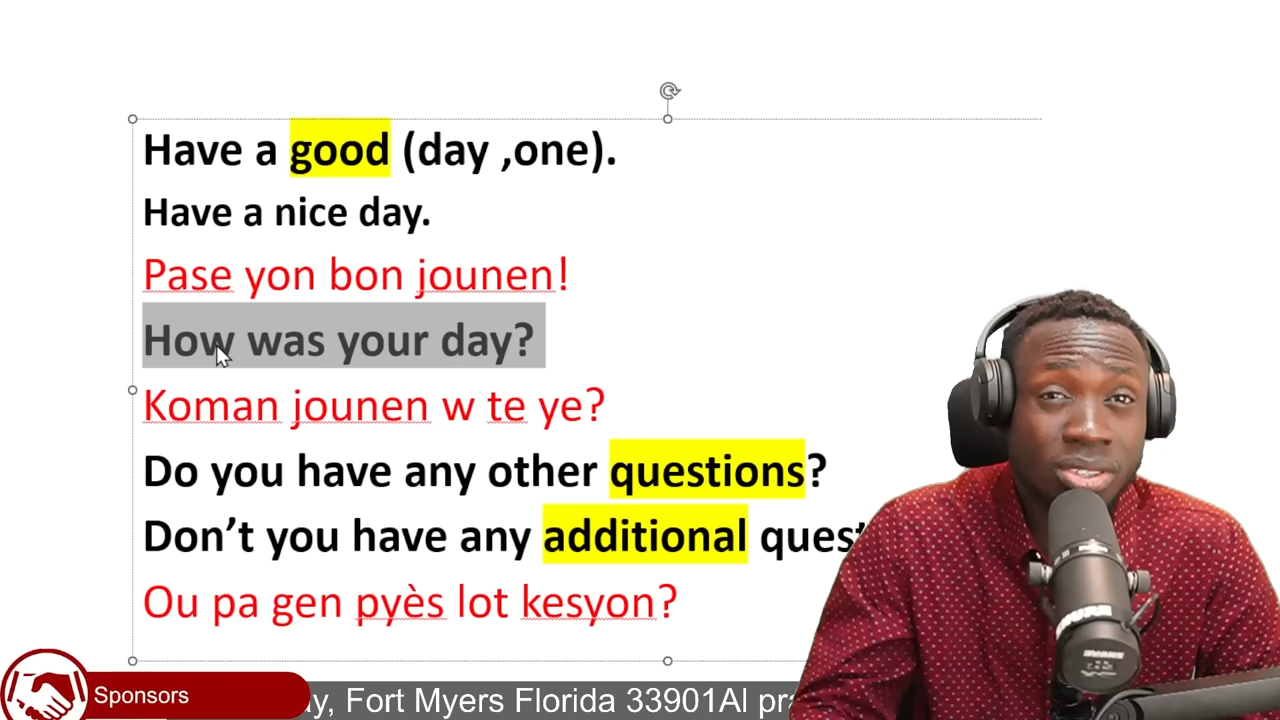 Have a good (day ,one).
Have a nice day.
Pase yon bon jounen!
How was your day?
Koman jounen w te ye?
Do you have any other questions?
Don’t you have any additional
Ou pa gen pyès lot kesyon?
Sponsors
Fort Myers Florida 33901Al
SHURE